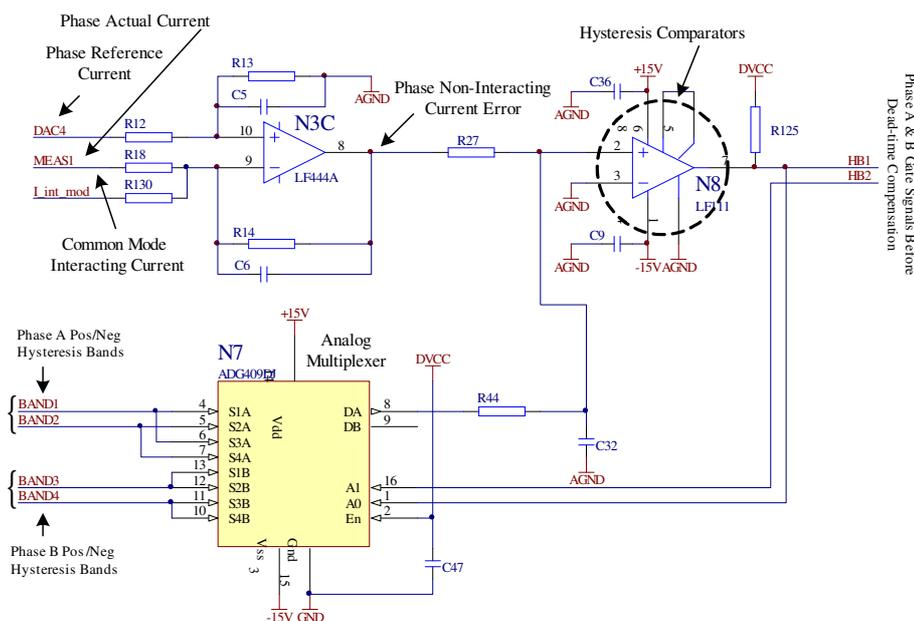 Phase Actual Current
Phase Reference
Current
DAC4
MEAS1
I_int_mod
R12
R18
R130
Common Mode
Interacting Current
R13
C5
AGND
10
9
N3C
8
LF444A
R14
C6
Phase Non-Interacting
Current Error
R27
Hysteresis Comparators
C36
+15V
AGND
8
6
5
2
3
7
N8
LF111
AGND
C9
1
AGND
-15V
AGND
DVCC
R125
HB1
HB2
Phase A & B Gate Signals Before
Dead-time Compensation
Phase A Pos/Neg
Hysteresis Bands
BAND1
BAND2
BAND3
BAND4
Phase B Pos/Neg
Hysteresis Bands
+15V
N7
Analog
Multiplexer
Vdd
4 S1A
5 S2A
6 S3A
7 S4A
13 S1B
12 S2B
11 S3B
10 S4B
DA 8
DB 9
A1 16
A0 1
En 2
Vss
3
Gnd
15
-15V
GND
DVCC
R44
C32
AGND
C47